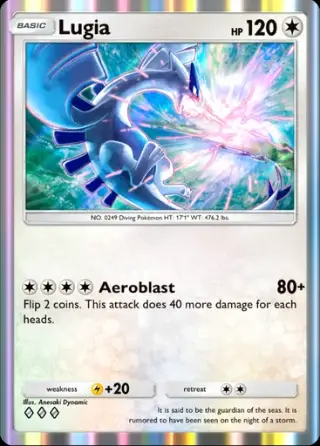 BASIC Lugia HP 120
NO. 0249 Diving Pokémon HT: 17'1" WT: 476.2 lbs.
Aeroblast 80+
Flip 2 coins. This attack does 40 more damage for each
heads.
weakness +20 retreat
Illus. Anesaki Dynamic
It is said to be the guardian of the seas. It is
rumored to have been seen on the night of a storm.